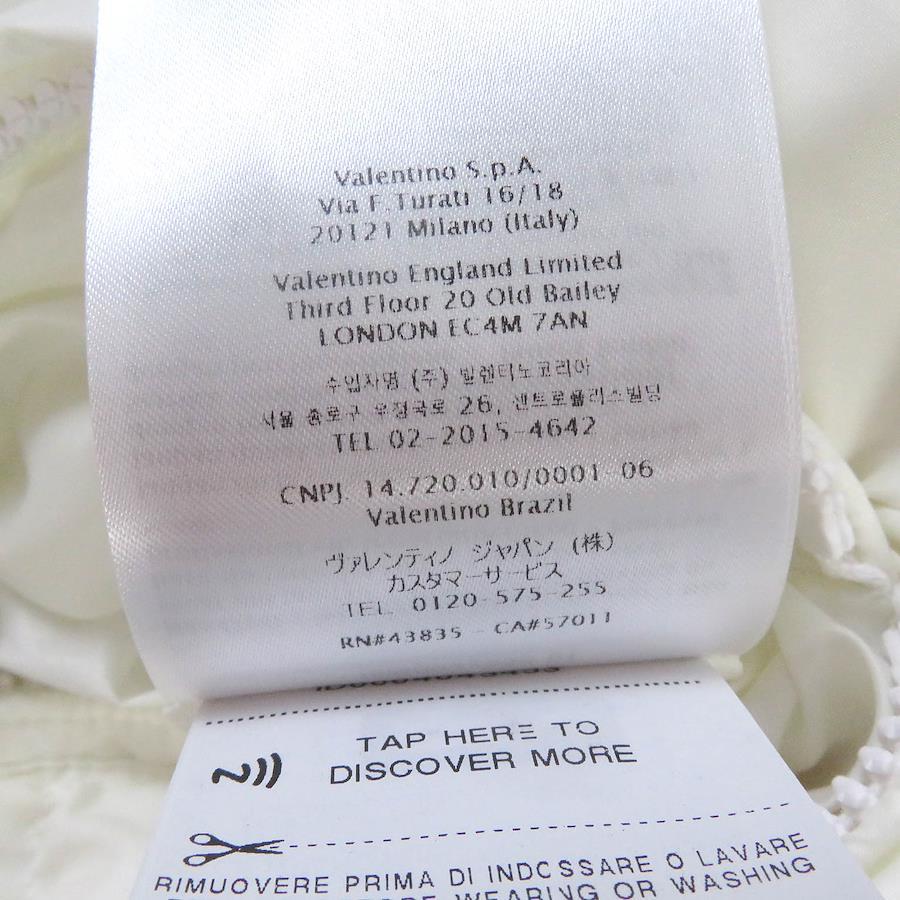 Valentino S.p.A.
Via F. Turati 16/18
20121 Milano (Italy)
Valentino England Limited
Third Floor 20 Old Bailey
LONDON EC4M 7AN
수입자명 (주) 발렌티노코리아
서울 종로구 우정국로 26, 센트로폴리스빌딩
TEL 02-2015-4642
CNPJ. 14.720.010/0001-06
Valentino Brazil
ヴァレンティノ ジャパン (株)
カスタマーサービス
TEL. 0120-575-255
RN#43835 - CA#57011
TAP HERE TO
DISCOVER MORE
RIMUOVERE PRIMA DI INDOSSARE O LAVARE
WEARING OR WASHING